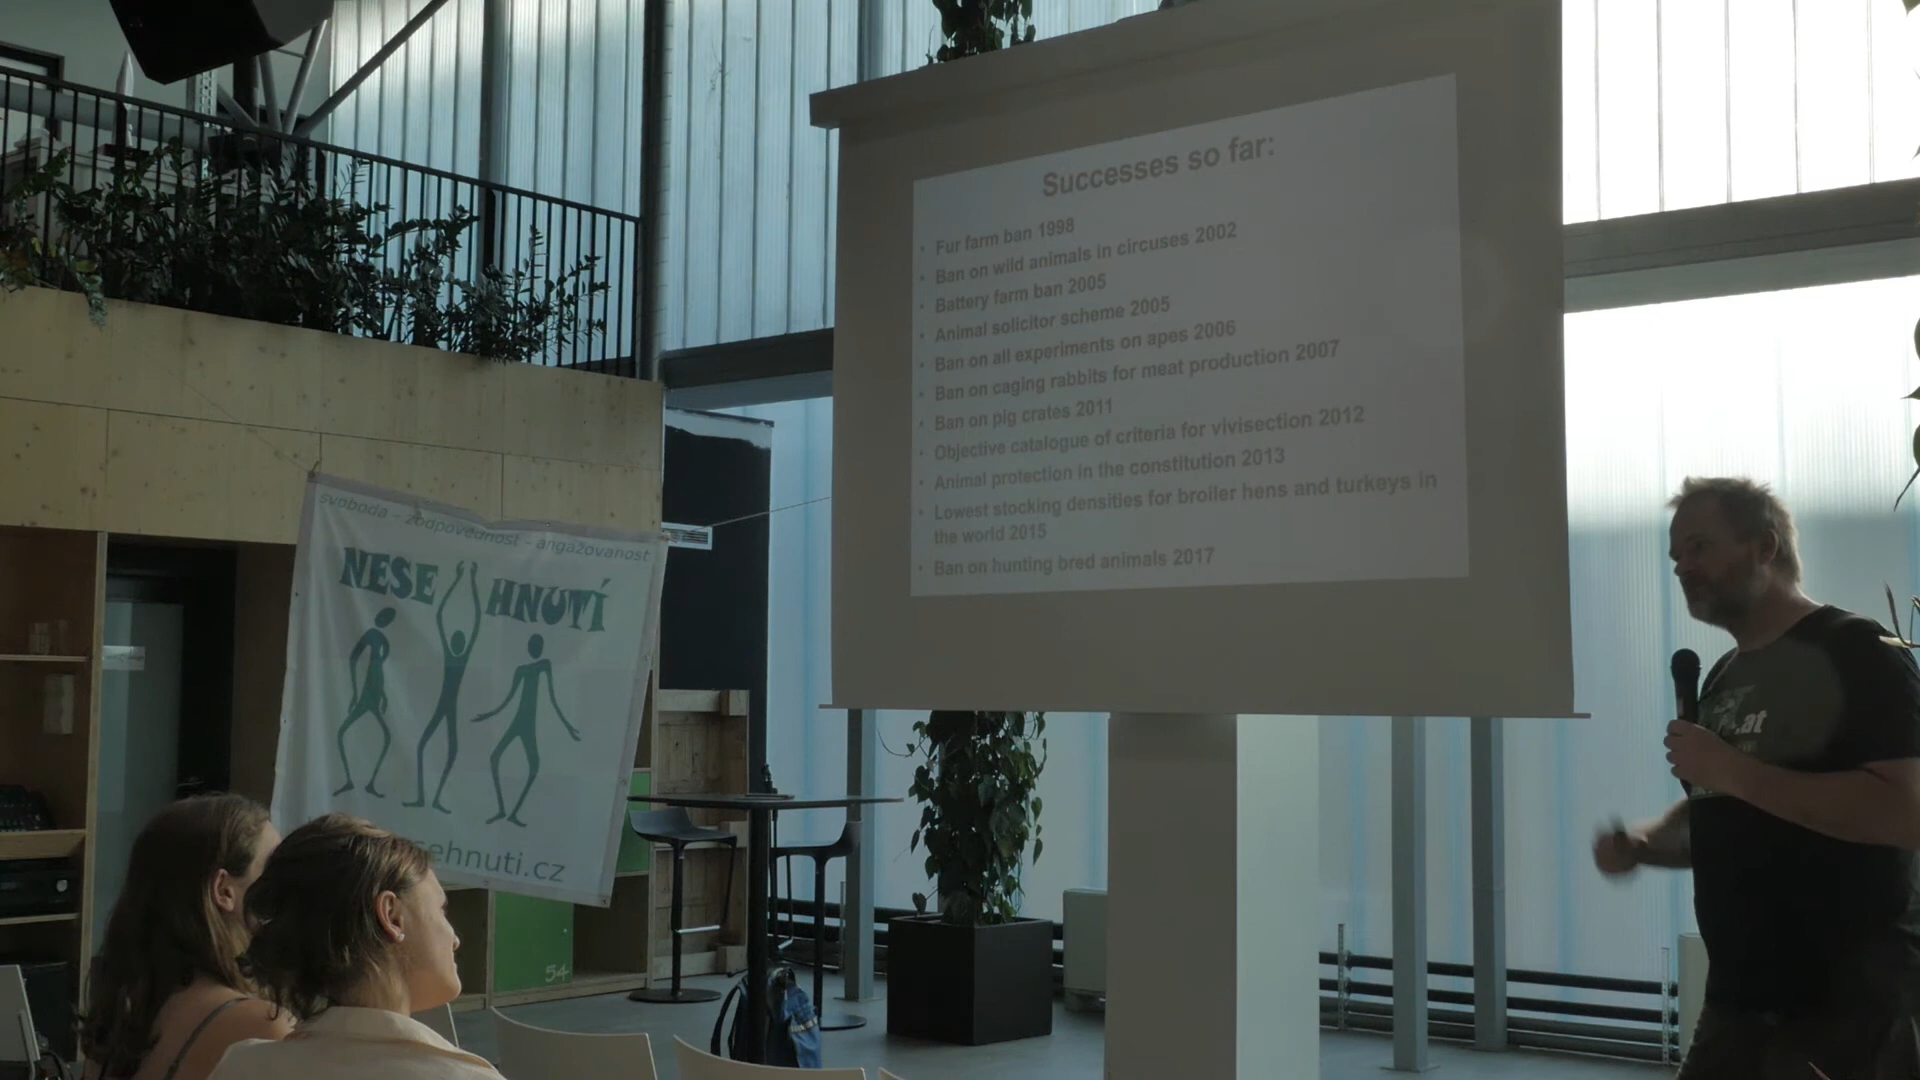 Successes so far:
• Fur farm ban 1998
• Ban on wild animals in circuses 2002
• Battery farm ban 2005
• Animal solicitor scheme 2005
• Ban on all experiments on apes 2006
• Ban on caging rabbits for meat production 2007
• Ban on pig crates 2011
• Objective catalogue of criteria for vivisection 2012
• Animal protection in the constitution 2013
• Lowest stocking densities for broiler hens and turkeys in
the world 2015
• Ban on hunting bred animals 2017
svoboda - zodpovědnost - angažovanost
NESEHNUTÍ
sehnuti.cz
54
.at